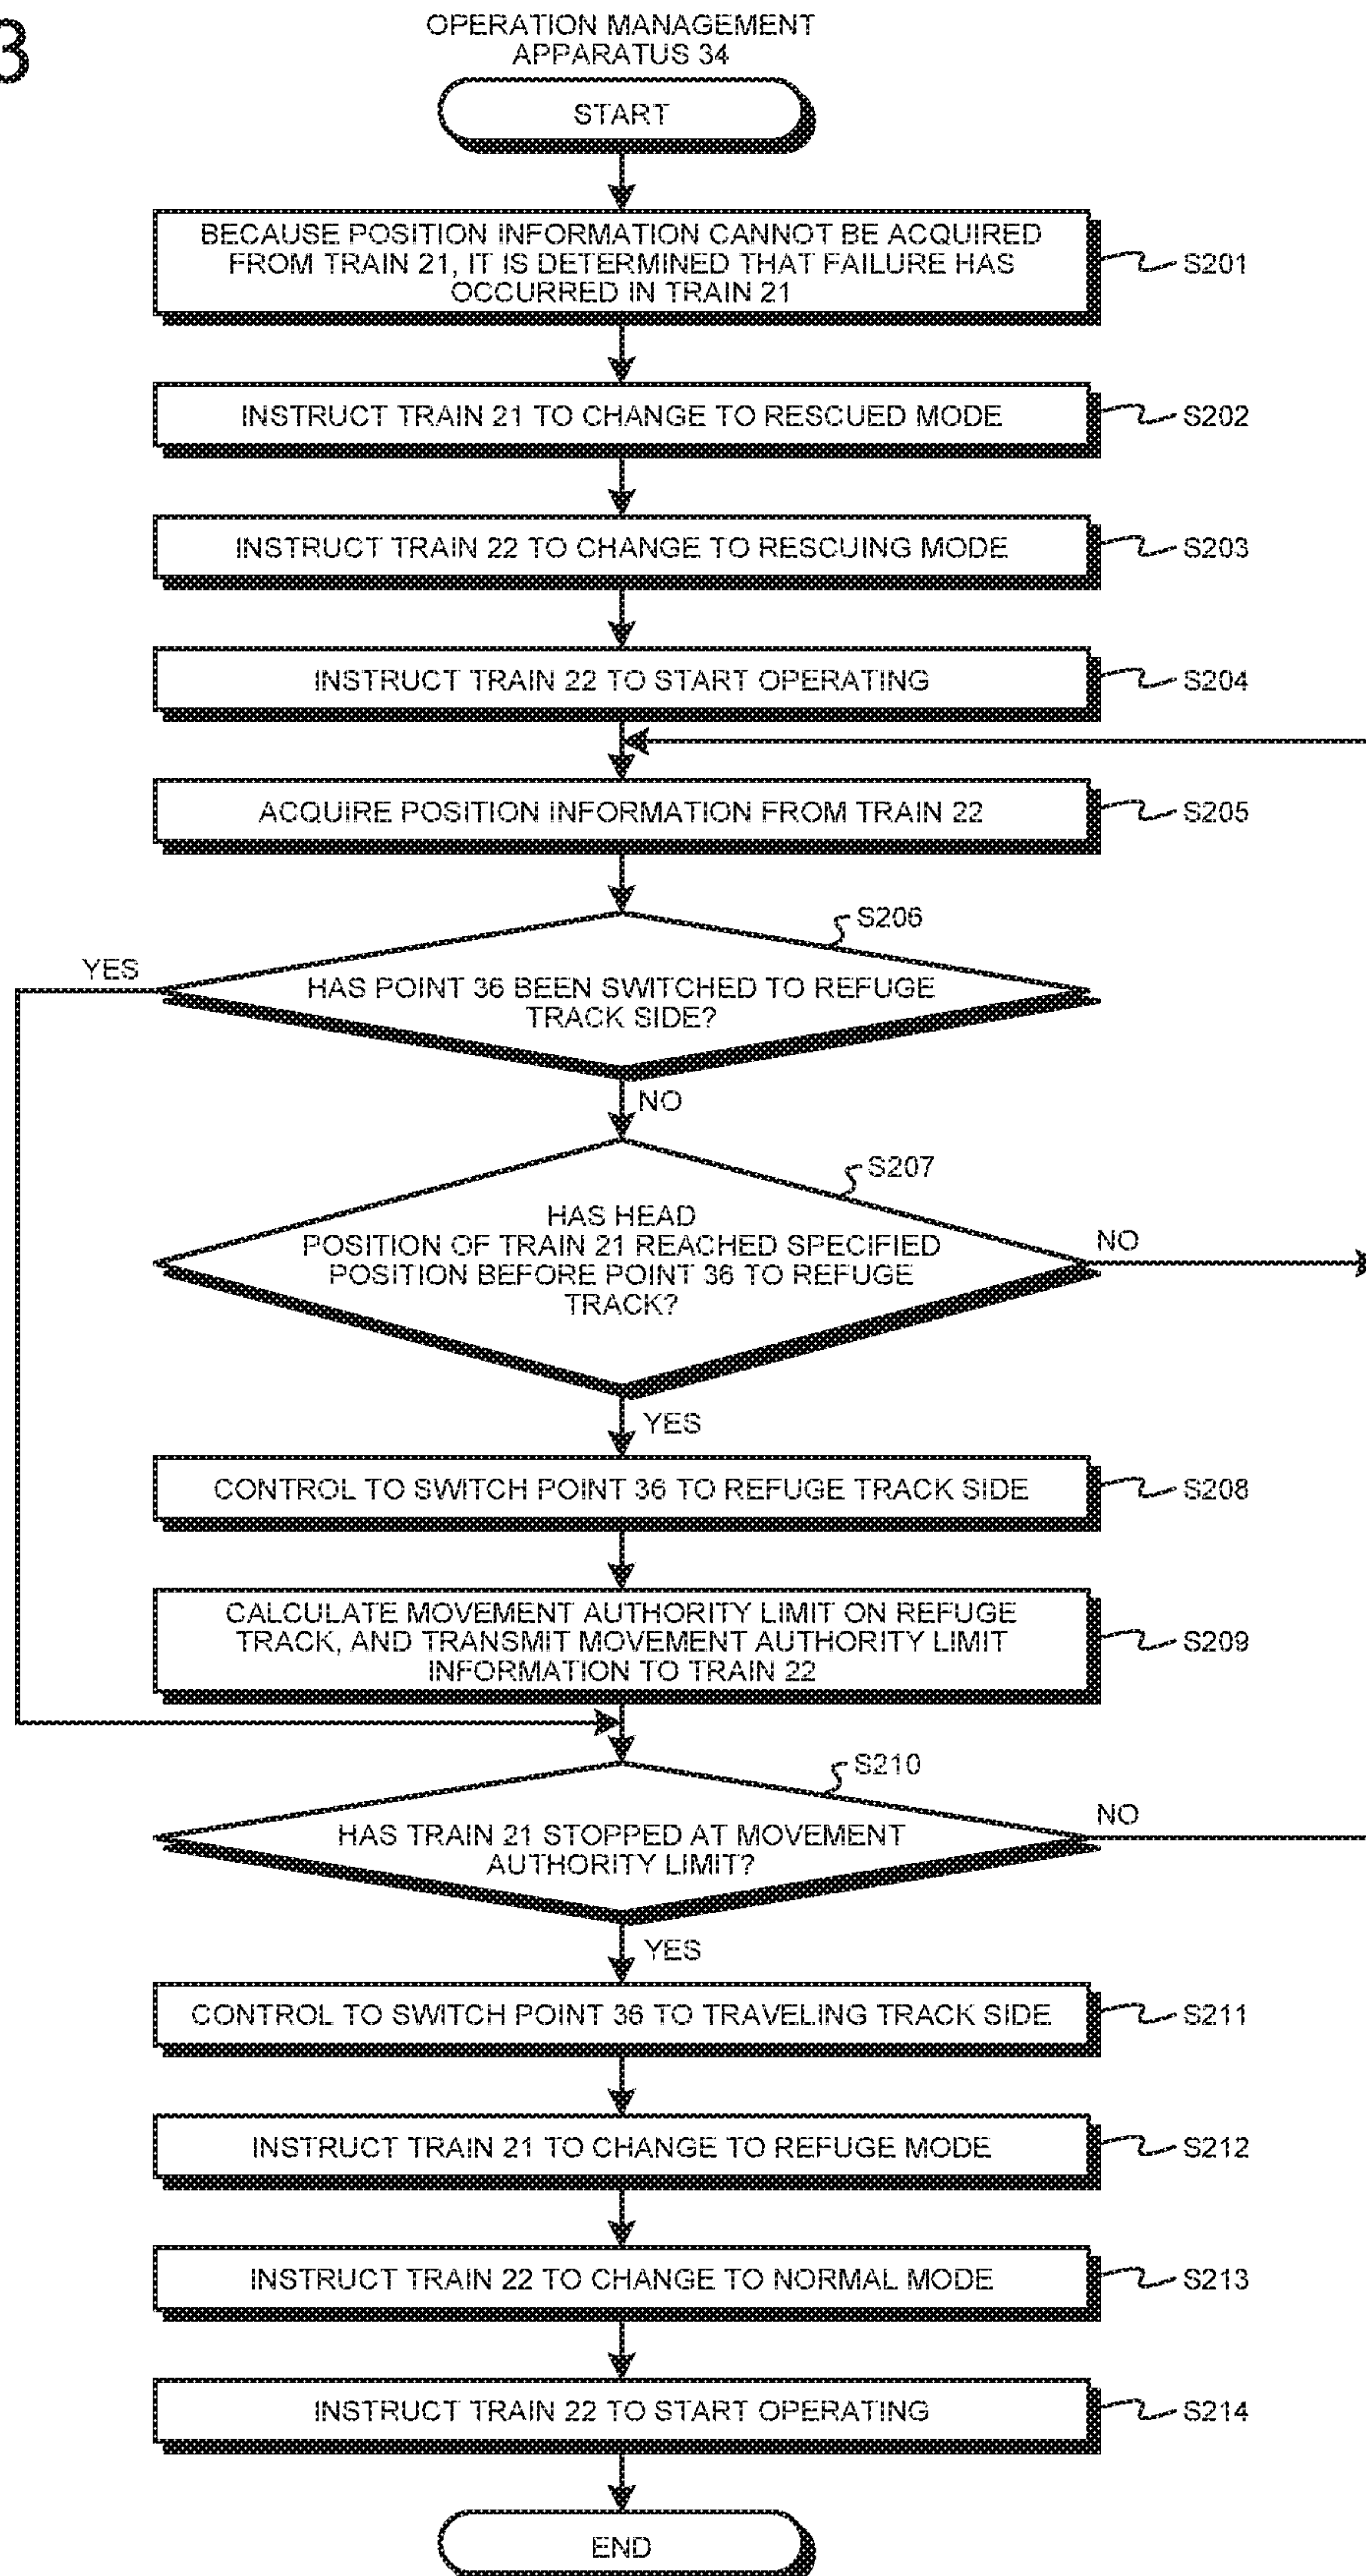 3
OPERATION MANAGEMENT
APPARATUS 34
START
BECAUSE POSITION INFORMATION CANNOT BE ACQUIRED
FROM TRAIN 21, IT IS DETERMINED THAT FAILURE HAS
OCCURRED IN TRAIN 21
S201
INSTRUCT TRAIN 21 TO CHANGE TO RESCUED MODE
S202
INSTRUCT TRAIN 22 TO CHANGE TO RESCUING MODE
S203
INSTRUCT TRAIN 22 TO START OPERATING
S204
ACQUIRE POSITION INFORMATION FROM TRAIN 22
S205
S206
YES
HAS POINT 36 BEEN SWITCHED TO REFUGE
TRACK SIDE?
NO
S207
HAS HEAD
POSITION OF TRAIN 21 REACHED SPECIFIED
POSITION BEFORE POINT 36 TO REFUGE
TRACK?
NO
YES
CONTROL TO SWITCH POINT 36 TO REFUGE TRACK SIDE
S208
CALCULATE MOVEMENT AUTHORITY LIMIT ON REFUGE
TRACK, AND TRANSMIT MOVEMENT AUTHORITY LIMIT
INFORMATION TO TRAIN 22
S209
S210
HAS TRAIN 21 STOPPED AT MOVEMENT
AUTHORITY LIMIT?
NO
YES
CONTROL TO SWITCH POINT 36 TO TRAVELING TRACK SIDE
S211
INSTRUCT TRAIN 21 TO CHANGE TO REFUGE MODE
S212
INSTRUCT TRAIN 22 TO CHANGE TO NORMAL MODE
S213
INSTRUCT TRAIN 22 TO START OPERATING
S214
END